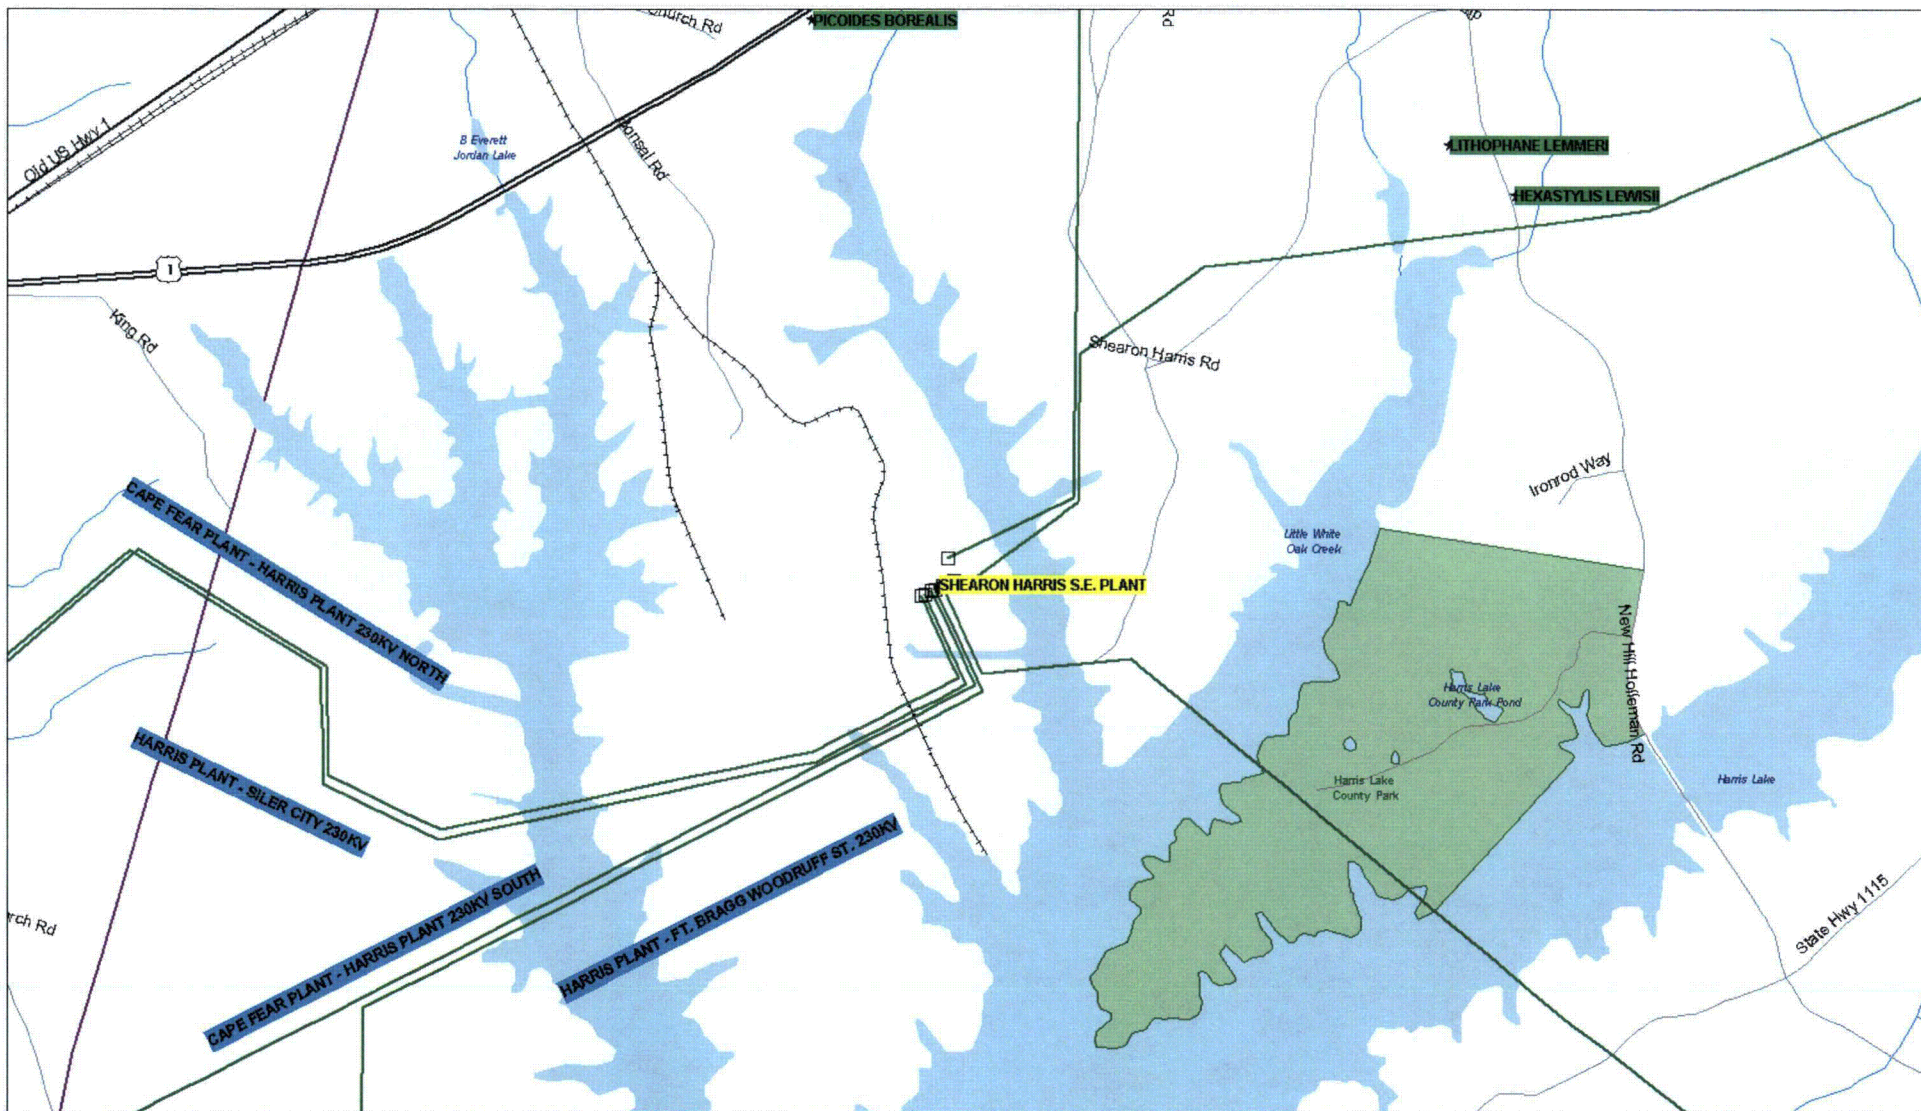 Church Rd
PICOIDES BOREALIS
Rd
Old US Hwy 1
B Everett
Jordan Lake
Bonsal Rd
LITHOPHANE LEMMERI
HEXASTYLIS LEWISII
1
King Rd
Shearon Harris Rd
Ironrod Way
CAPE FEAR PLANT - HARRIS PLANT 230KV NORTH
Little White
Oak Creek
SHEARON HARRIS S.E. PLANT
New Hill Holleman Rd
Harris Lake
County Park Pond
HARRIS PLANT - SILER CITY 230KV
Harris Lake
County Park
Harris Lake
CAPE FEAR PLANT - HARRIS PLANT 230KV SOUTH
HARRIS PLANT - FT. BRAGG WOODRUFF ST. 230KV
rch Rd
State Hwy 1115